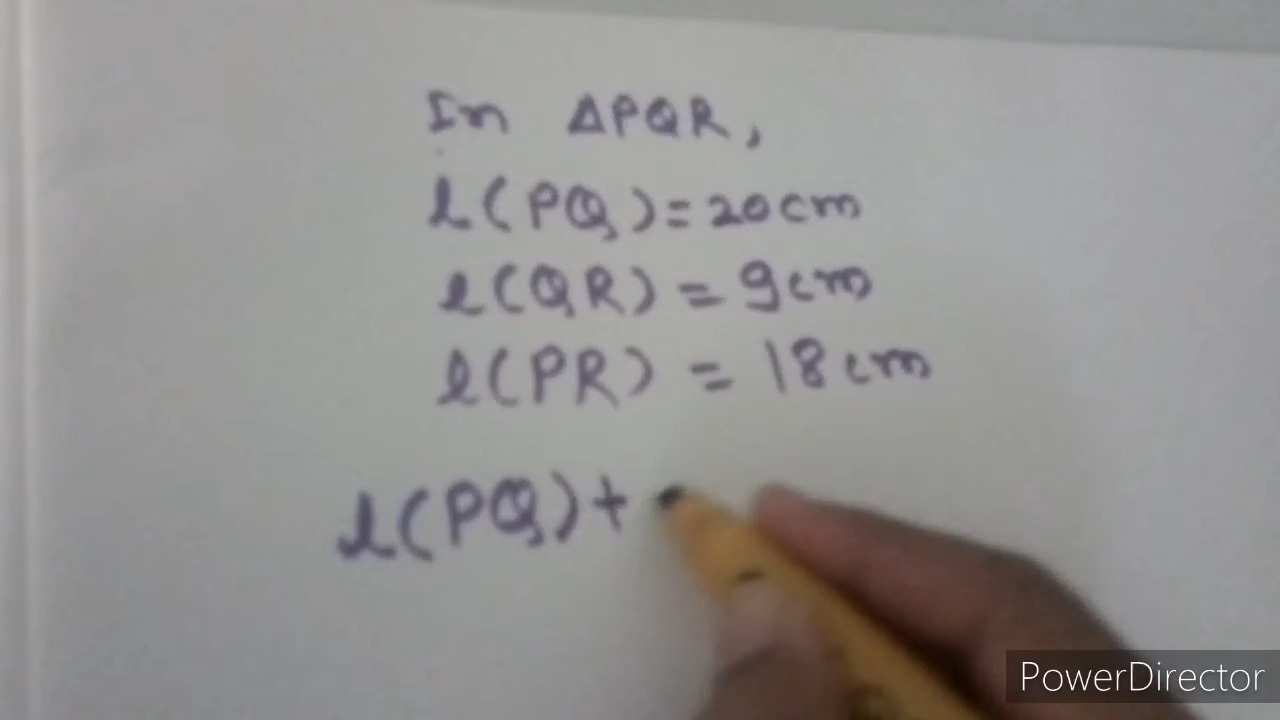 In ΔPQR,
l(PQ)=20cm
l(QR) = 9cm
l(PR) = 18cm
l(PQ)+
PowerDirector